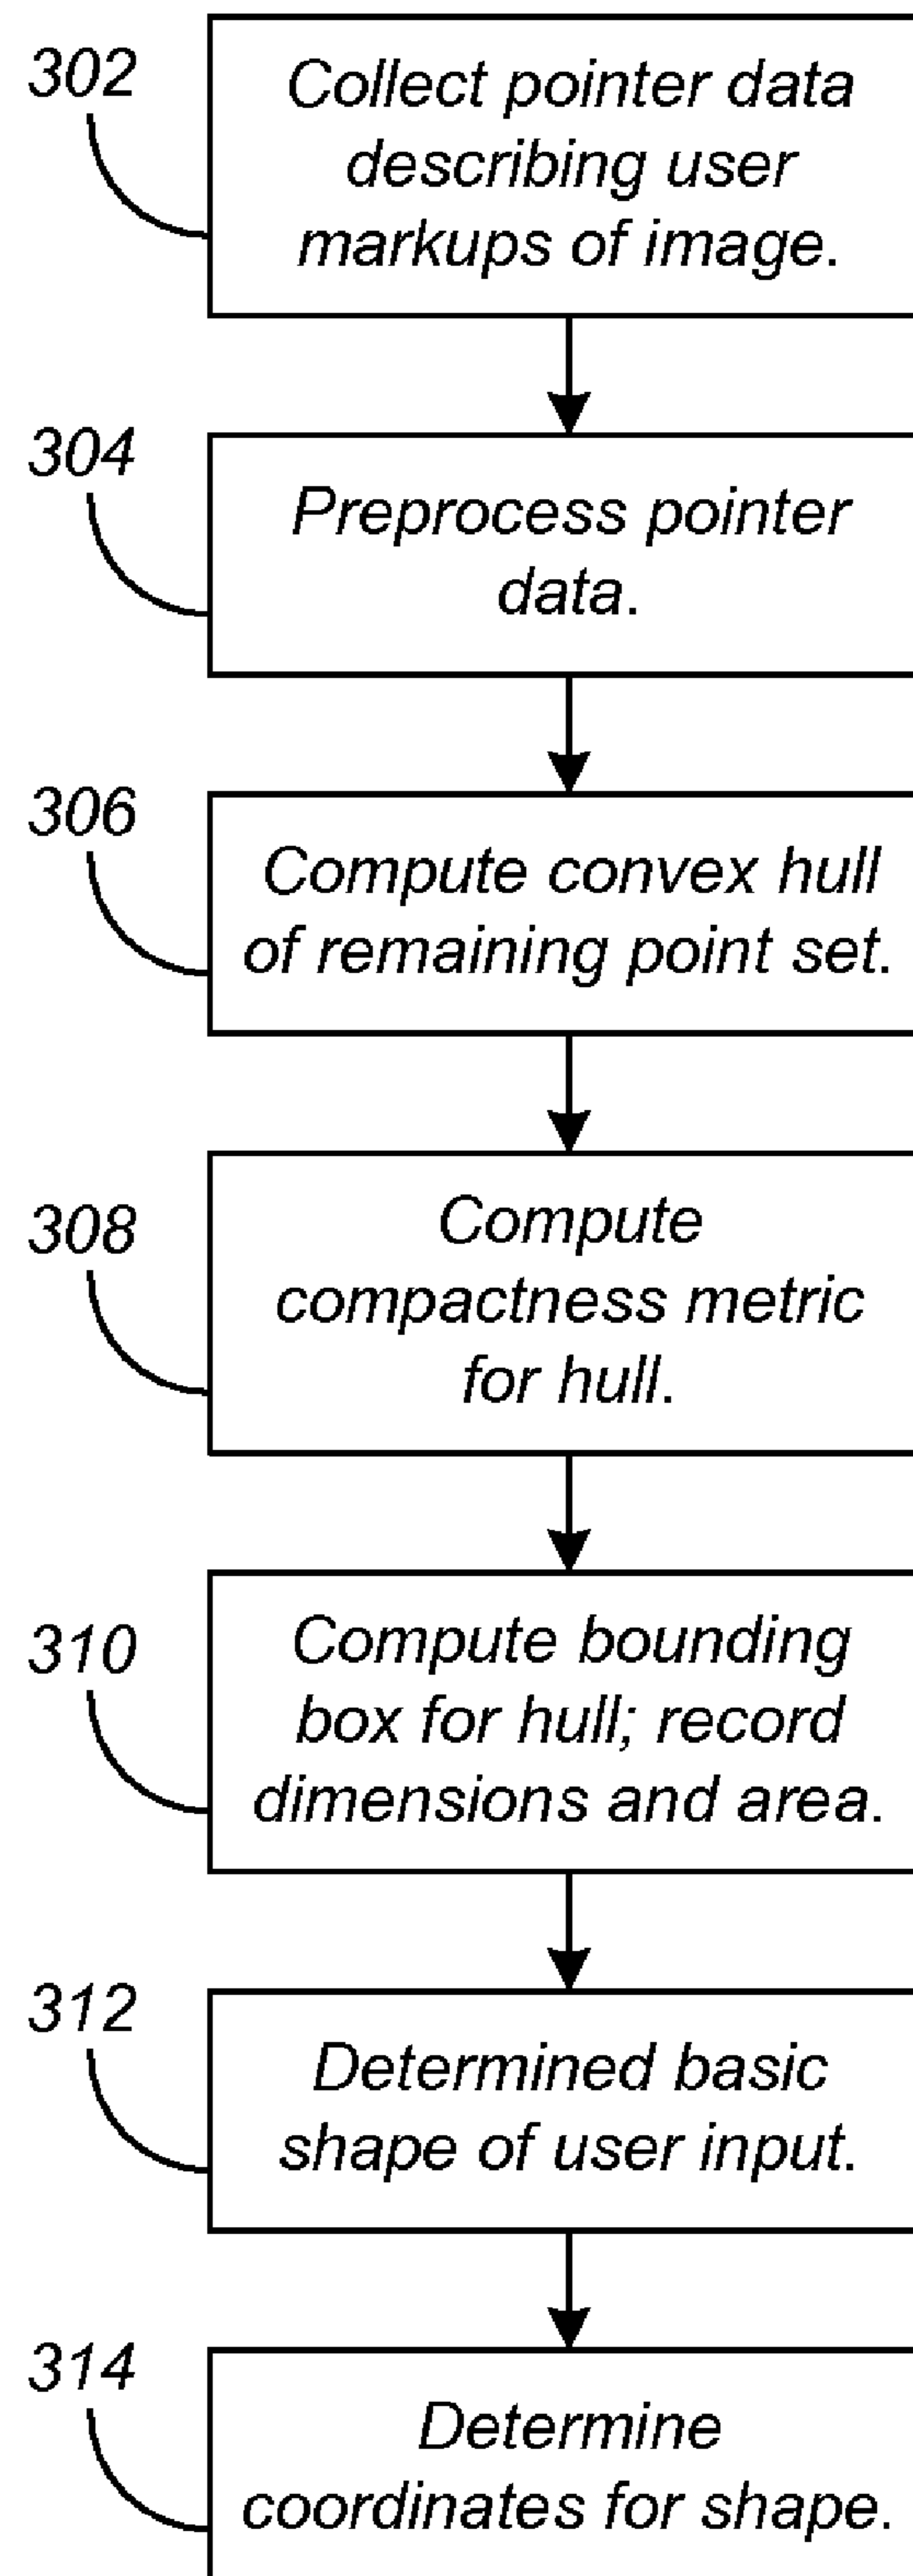 302
Collect pointer data
describing user
markups of image.
304
Preprocess pointer
data.
306
Compute convex hull
of remaining point set.
308
Compute
compactness metric
for hull.
310
Compute bounding
box for hull; record
dimensions and area.
312
Determined basic
shape of user input.
314
Determine
coordinates for shape.